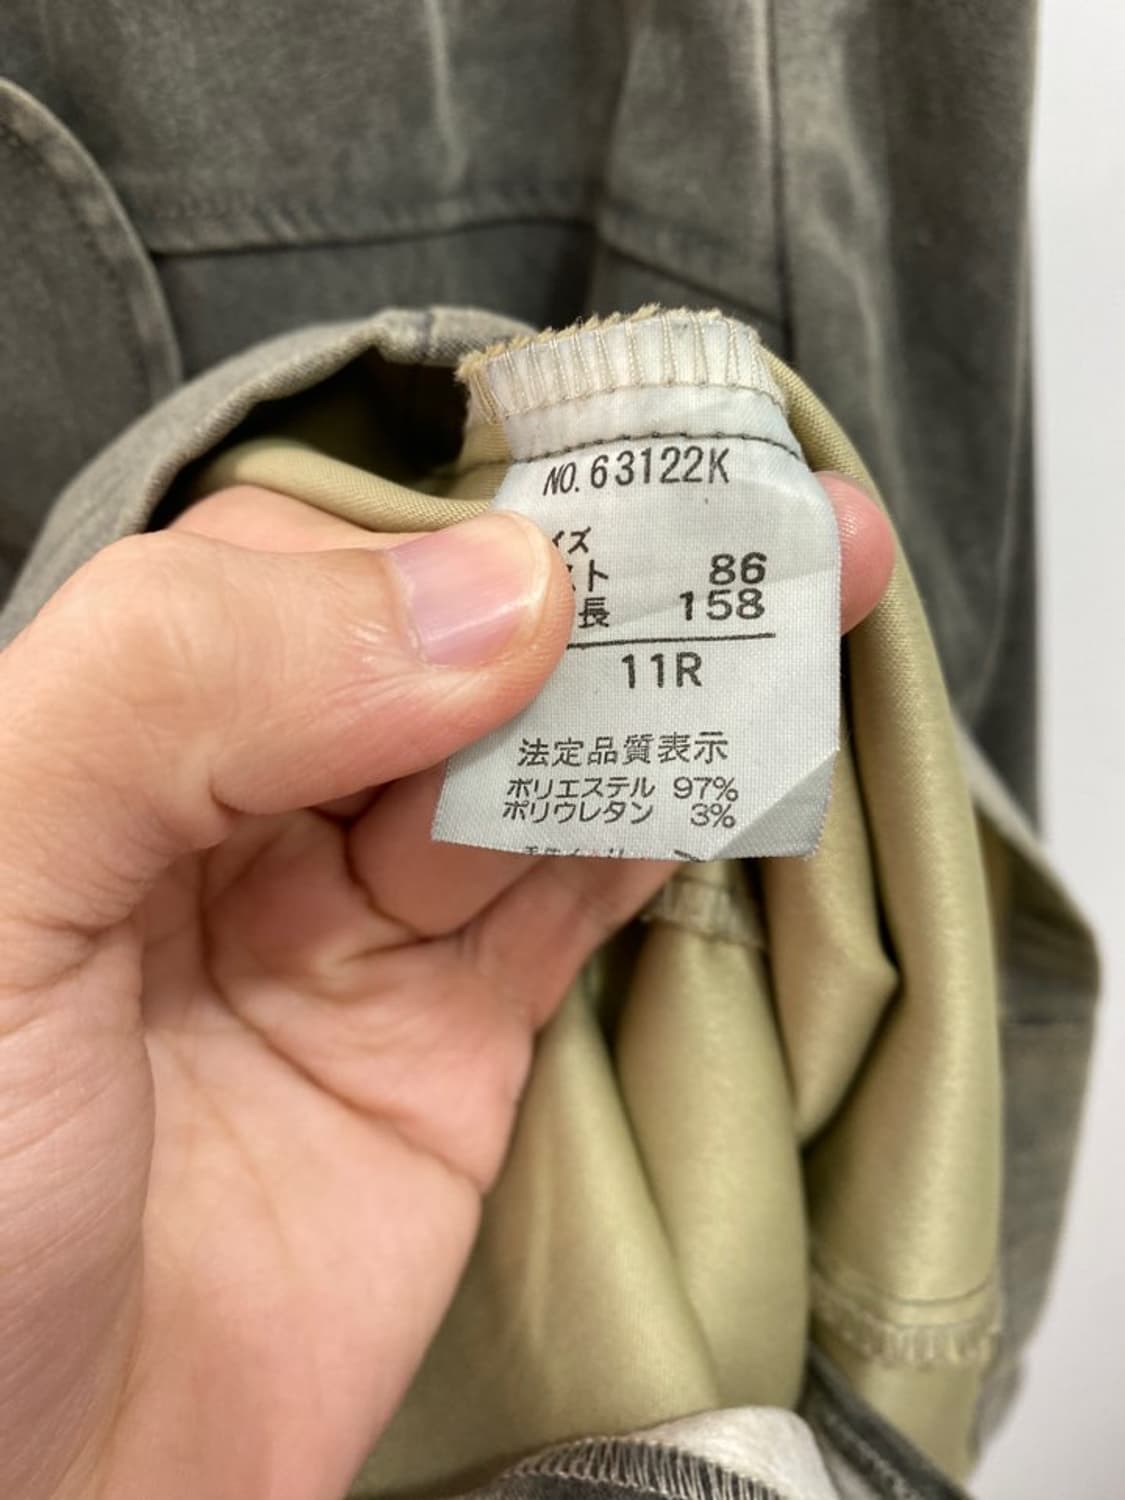 NO. 63122K
イズ
スト 86
長 158
11R
法定品質表示
ポリエステル 97%
ポリウレタン 3%